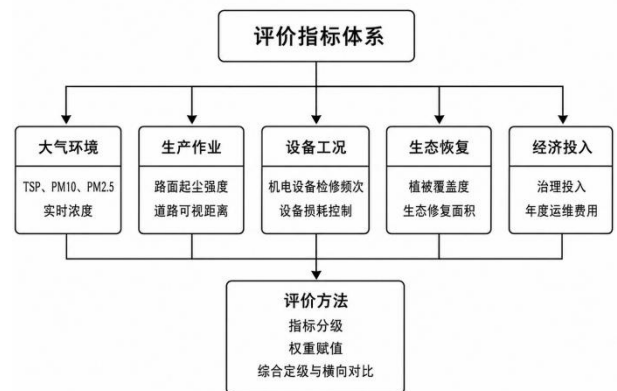 评价指标体系
大气环境
TSP、PM10、PM2.5
实时浓度
生产作业
路面起尘强度
道路可视距离
设备工况
机电设备检修频次
设备损耗控制
生态恢复
植被覆盖度
生态修复面积
经济投入
治理投入
年度运维费用
评价方法
指标分级
权重赋值
综合定级与横向对比